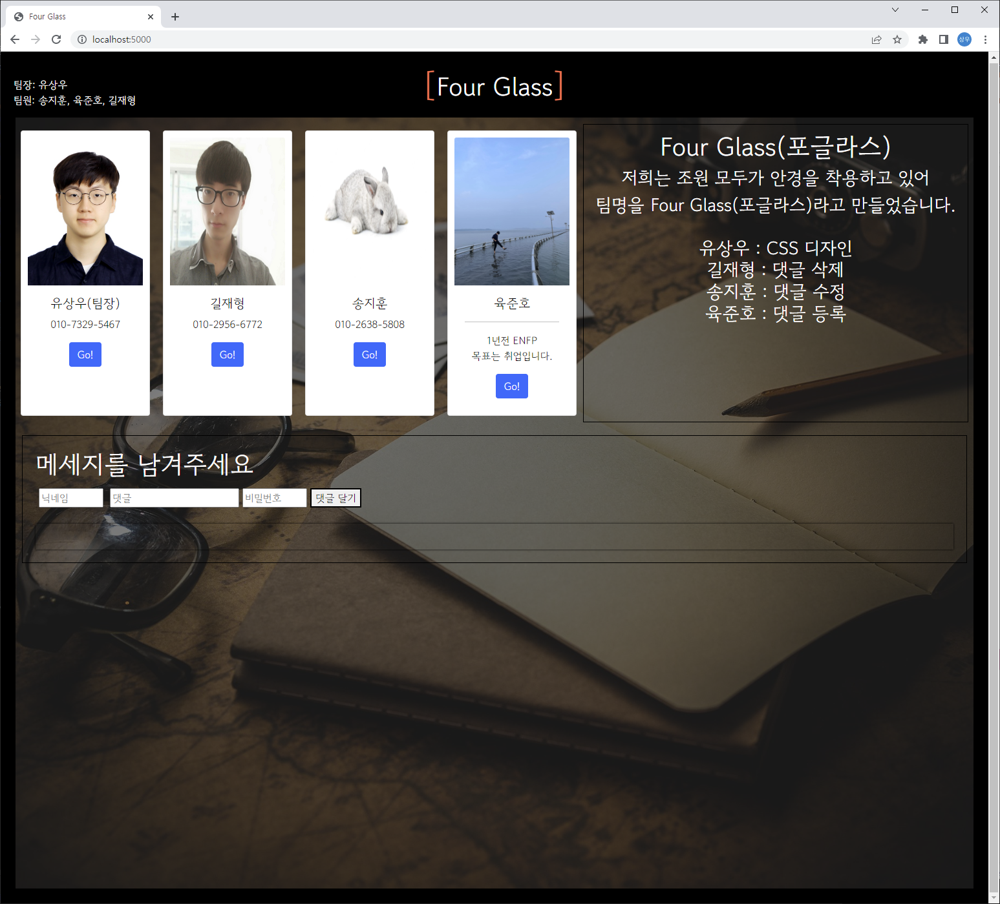 Four Glass
localhost:5000
상우
팀장: 유상우
팀원: 송지훈, 육준호, 길재형
[Four Glass]
유상우(팀장)
010-7329-5467
Go!
길재형
010-2956-6772
Go!
송지훈
010-2638-5808
Go!
육준호
1년전 ENFP
목표는 취업입니다.
Go!
Four Glass(포글라스)
저희는 조원 모두가 안경을 착용하고 있어
팀명을 Four Glass(포글라스)라고 만들었습니다.
유상우 : CSS 디자인
길재형 : 댓글 삭제
송지훈 : 댓글 수정
육준호 : 댓글 등록
메세지를 남겨주세요
닉네임 댓글 비밀번호 댓글 달기